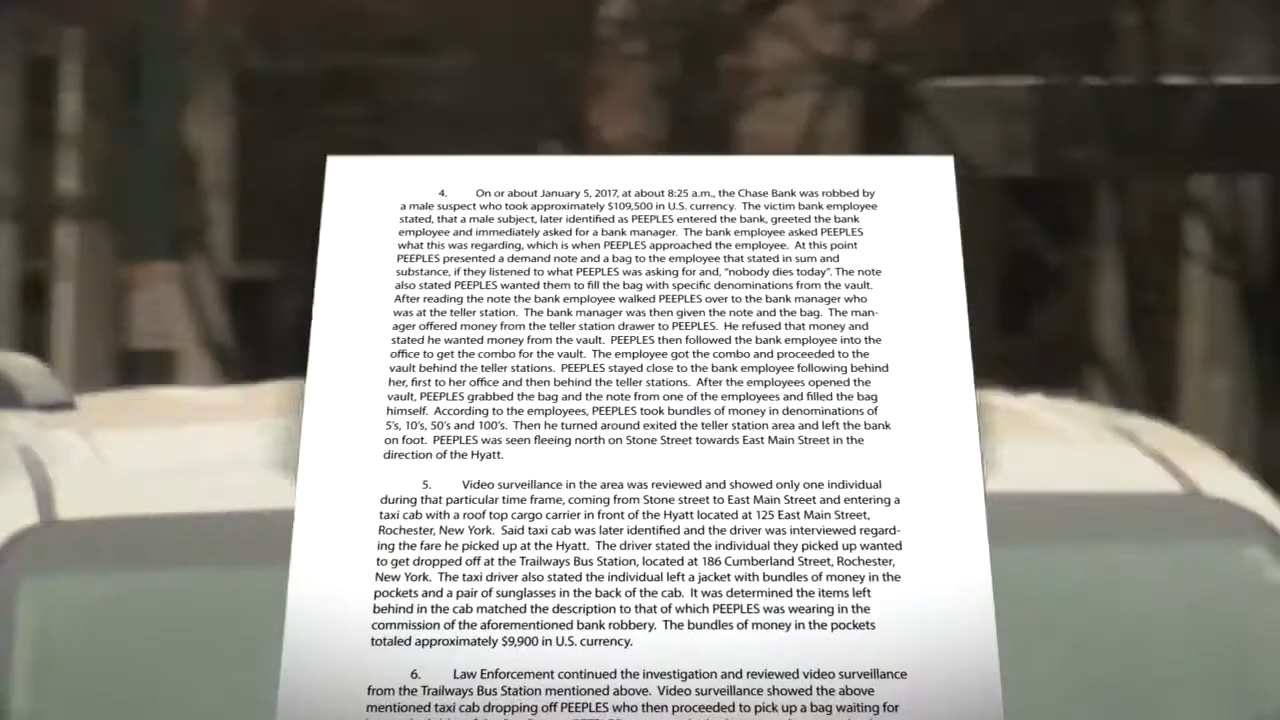 4. On or about January 5, 2017, at about 8:25 a.m., the Chase Bank was robbed by
a male suspect who took approximately $109,500 in U.S. currency. The victim bank employee
stated, that a male subject, later identified as PEEPLES entered the bank, greeted the bank
employee and immediately asked for a bank manager. The bank employee asked PEEPLES
what this was regarding, which is when PEEPLES approached the employee. At this point
PEEPLES presented a demand note and a bag to the employee that stated in sum and
substance, if they listened to what PEEPLES was asking for and, “nobody dies today”. The note
also stated PEEPLES wanted them to fill the bag with specific denominations from the vault.
After reading the note the bank employee walked PEEPLES over to the bank manager who
was at the teller station. The bank manager was then given the note and the bag. The man-
ager offered money from the teller station drawer to PEEPLES. He refused that money and
stated he wanted money from the vault. PEEPLES then followed the bank employee into the
office to get the combo for the vault. The employee got the combo and proceeded to the
vault behind the teller stations. PEEPLES stayed close to the bank employee following behind
her, first to her office and then behind the teller stations. After the employees opened the
vault, PEEPLES grabbed the bag and the note from one of the employees and filled the bag
himself. According to the employees, PEEPLES took bundles of money in denominations of
5's, 10's, 50's and 100's. Then he turned around exited the teller station area and left the bank
on foot. PEEPLES was seen fleeing north on Stone Street towards East Main Street in the
direction of the Hyatt.
5. Video surveillance in the area was reviewed and showed only one individual
during that particular time frame, coming from Stone street to East Main Street and entering a
taxi cab with a roof top cargo carrier in front of the Hyatt located at 125 East Main Street,
Rochester, New York. Said taxi cab was later identified and the driver was interviewed regard-
ing the fare he picked up at the Hyatt. The driver stated the individual they picked up wanted
to get dropped off at the Trailways Bus Station, located at 186 Cumberland Street, Rochester,
New York. The taxi driver also stated the individual left a jacket with bundles of money in the
pockets and a pair of sunglasses in the back of the cab. It was determined the items left
behind in the cab matched the description to that of which PEEPLES was wearing in the
commission of the aforementioned bank robbery. The bundles of money in the pockets
totaled approximately $9,900 in U.S. currency.
6. Law Enforcement continued the investigation and reviewed video surveillance
from the Trailways Bus Station mentioned above. Video surveillance showed the above
mentioned taxi cab dropping off PEEPLES who then proceeded to pick up a bag waiting for